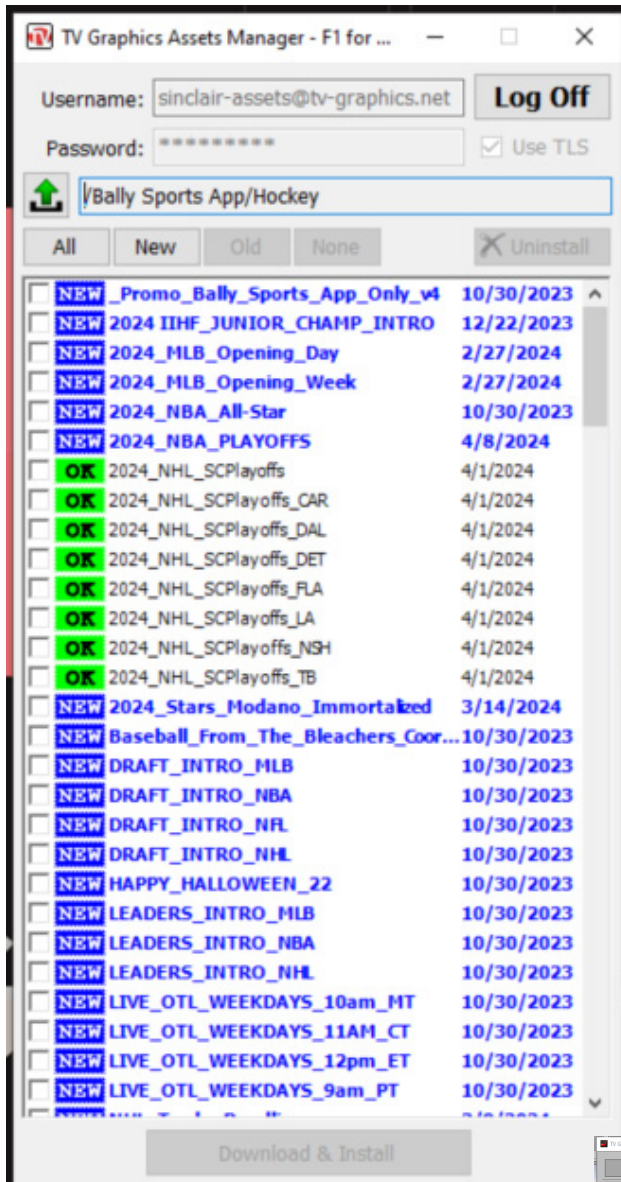 TV Graphics Assets Manager - F1 for ...
Username: sinclair-assets@tv-graphics.net Log Off
Password: ********* Use TLS
/Bally Sports App/Hockey
All New Old None Uninstall
NEW _Promo_Bally_Sports_App_Only_v4 10/30/2023
NEW 2024 IIHF_JUNIOR_CHAMP_INTRO 12/22/2023
NEW 2024_MLB_Opening_Day 2/27/2024
NEW 2024_MLB_Opening_Week 2/27/2024
NEW 2024_NBA_All-Star 10/30/2023
NEW 2024_NBA_PLAYOFFS 4/8/2024
OK 2024_NHL_SCPlayoffs 4/1/2024
OK 2024_NHL_SCPlayoffs_CAR 4/1/2024
OK 2024_NHL_SCPlayoffs_DAL 4/1/2024
OK 2024_NHL_SCPlayoffs_DET 4/1/2024
OK 2024_NHL_SCPlayoffs_FLA 4/1/2024
OK 2024_NHL_SCPlayoffs_LA 4/1/2024
OK 2024_NHL_SCPlayoffs_NSH 4/1/2024
OK 2024_NHL_SCPlayoffs_TB 4/1/2024
NEW 2024_Stars_Modano_Immortalized 3/14/2024
NEW Baseball_From_The_Bleachers_Coor... 10/30/2023
NEW DRAFT_INTRO_MLB 10/30/2023
NEW DRAFT_INTRO_NBA 10/30/2023
NEW DRAFT_INTRO_NFL 10/30/2023
NEW DRAFT_INTRO_NHL 10/30/2023
NEW HAPPY_HALLOWEEN_22 10/30/2023
NEW LEADERS_INTRO_MLB 10/30/2023
NEW LEADERS_INTRO_NBA 10/30/2023
NEW LEADERS_INTRO_NHL 10/30/2023
NEW LIVE_OTL_WEEKDAYS_10am_MT 10/30/2023
NEW LIVE_OTL_WEEKDAYS_11AM_CT 10/30/2023
NEW LIVE_OTL_WEEKDAYS_12pm_ET 10/30/2023
NEW LIVE_OTL_WEEKDAYS_9am_PT 10/30/2023
Download & Install